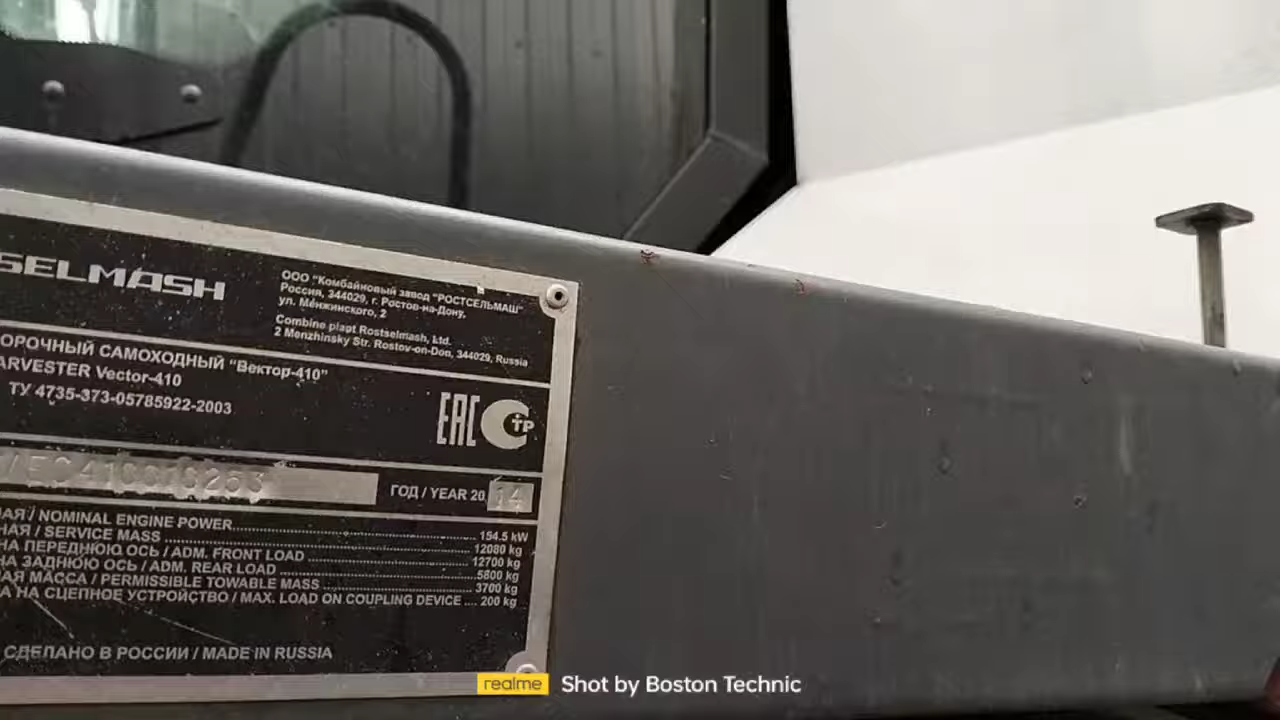 SELMASH
ООО "Комбайновый завод "РОСТСЕЛЬМАШ"
Россия, 344029, г. Ростов-на-Дону,
ул. Менжинского, 2
Combine plant Rostselmash, Ltd.
2 Menzhinsky Str. Rostov-on-Don, 344029, Russia
ОРОЧНЫЙ САМОХОДНЫЙ "Вектор-410"
ARVESTER Vector-410
ТУ 4735-373-05785922-2003
EAC
ТР
ГОД / YEAR 20 14
АЯ / NOMINAL ENGINE POWER 154.5 kW
НАЯ / SERVICE MASS 12080 kg
НА ПЕРЕДНЮЮ ОСЬ / ADM. FRONT LOAD 12700 kg
НА ЗАДНЮЮ ОСЬ / ADM. REAR LOAD 5800 kg
АЯ МАССА / PERMISSIBLE TOWABLE MASS 3700 kg
А НА СЦЕПНОЕ УСТРОЙСТВО / MAX. LOAD ON COUPLING DEVICE 200 kg
СДЕЛАНО В РОССИИ / MADE IN RUSSIA
realme Shot by Boston Technic